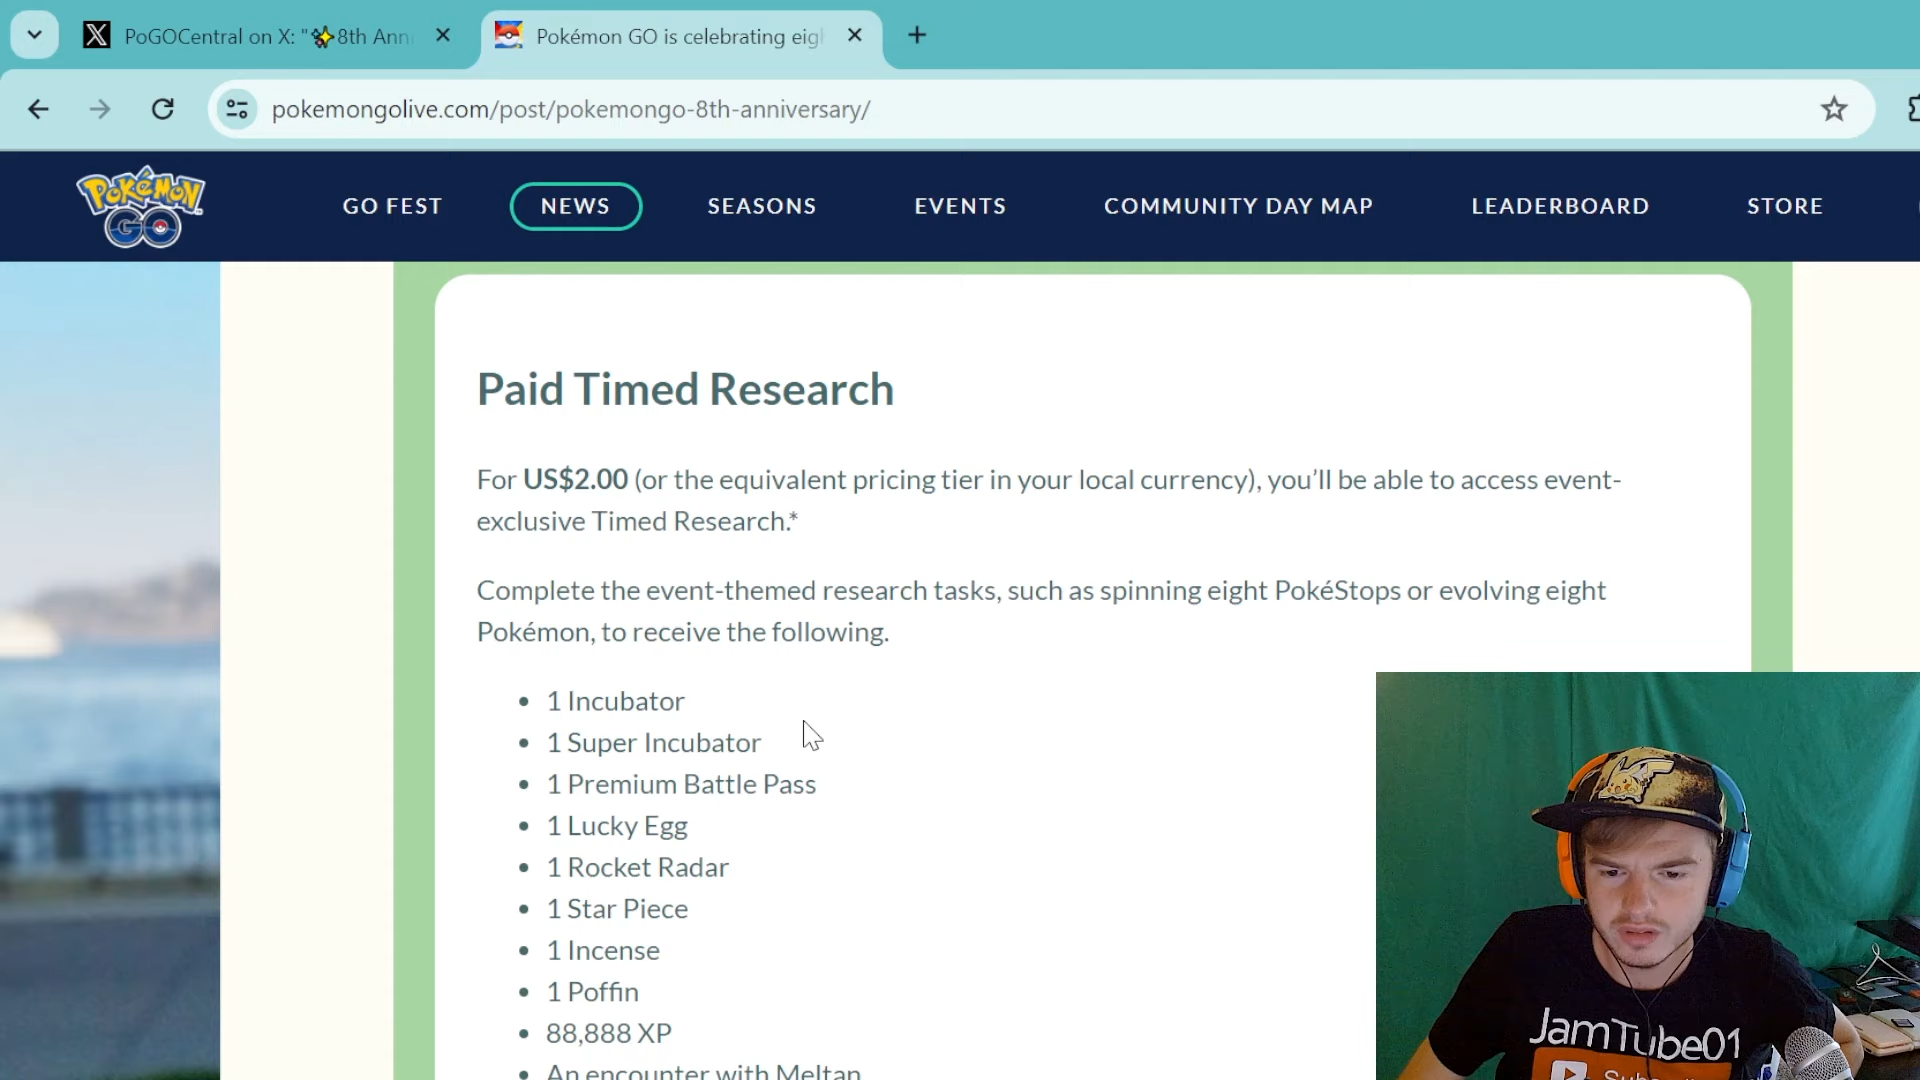 PoGOCentral on X: "✨8th Ann
Pokémon GO is celebrating eig
pokemongolive.com/post/pokemongo-8th-anniversary/
POKÉMON GO
GO FEST
NEWS
SEASONS
EVENTS
COMMUNITY DAY MAP
LEADERBOARD
STORE
Paid Timed Research
For US$2.00 (or the equivalent pricing tier in your local currency), you’ll be able to access event-
exclusive Timed Research.*
Complete the event-themed research tasks, such as spinning eight PokéStops or evolving eight
Pokémon, to receive the following.
• 1 Incubator
• 1 Super Incubator
• 1 Premium Battle Pass
• 1 Lucky Egg
• 1 Rocket Radar
• 1 Star Piece
• 1 Incense
• 1 Poffin
• 88,888 XP
• An encounter with Meltan
JamTube01